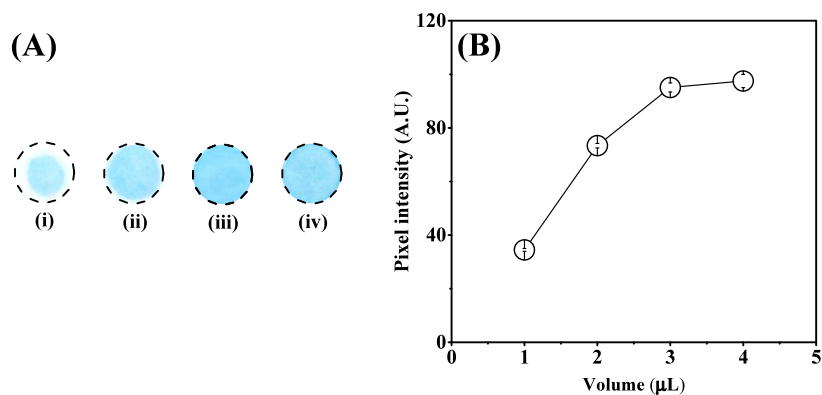 (A)
(i) (ii) (iii) (iv)
(B)
Pixel intensity (A.U.)
120
80
40
0
0 1 2 3 4 5
Volume (μL)